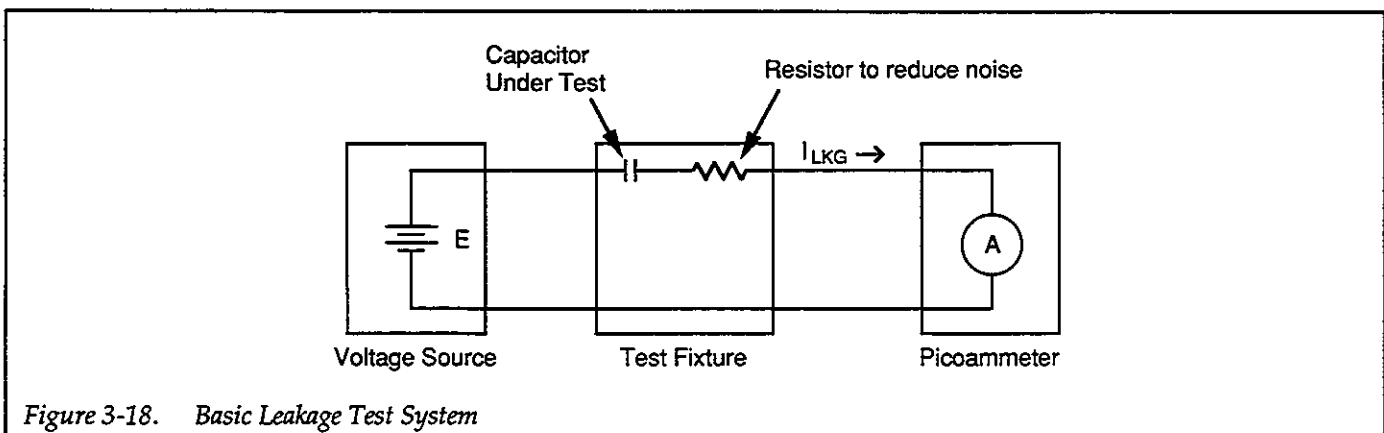 Capacitor
Under Test
Resistor to reduce noise
I LKG →
E
A
Voltage Source
Test Fixture
Picoammeter
Figure 3-18. Basic Leakage Test System